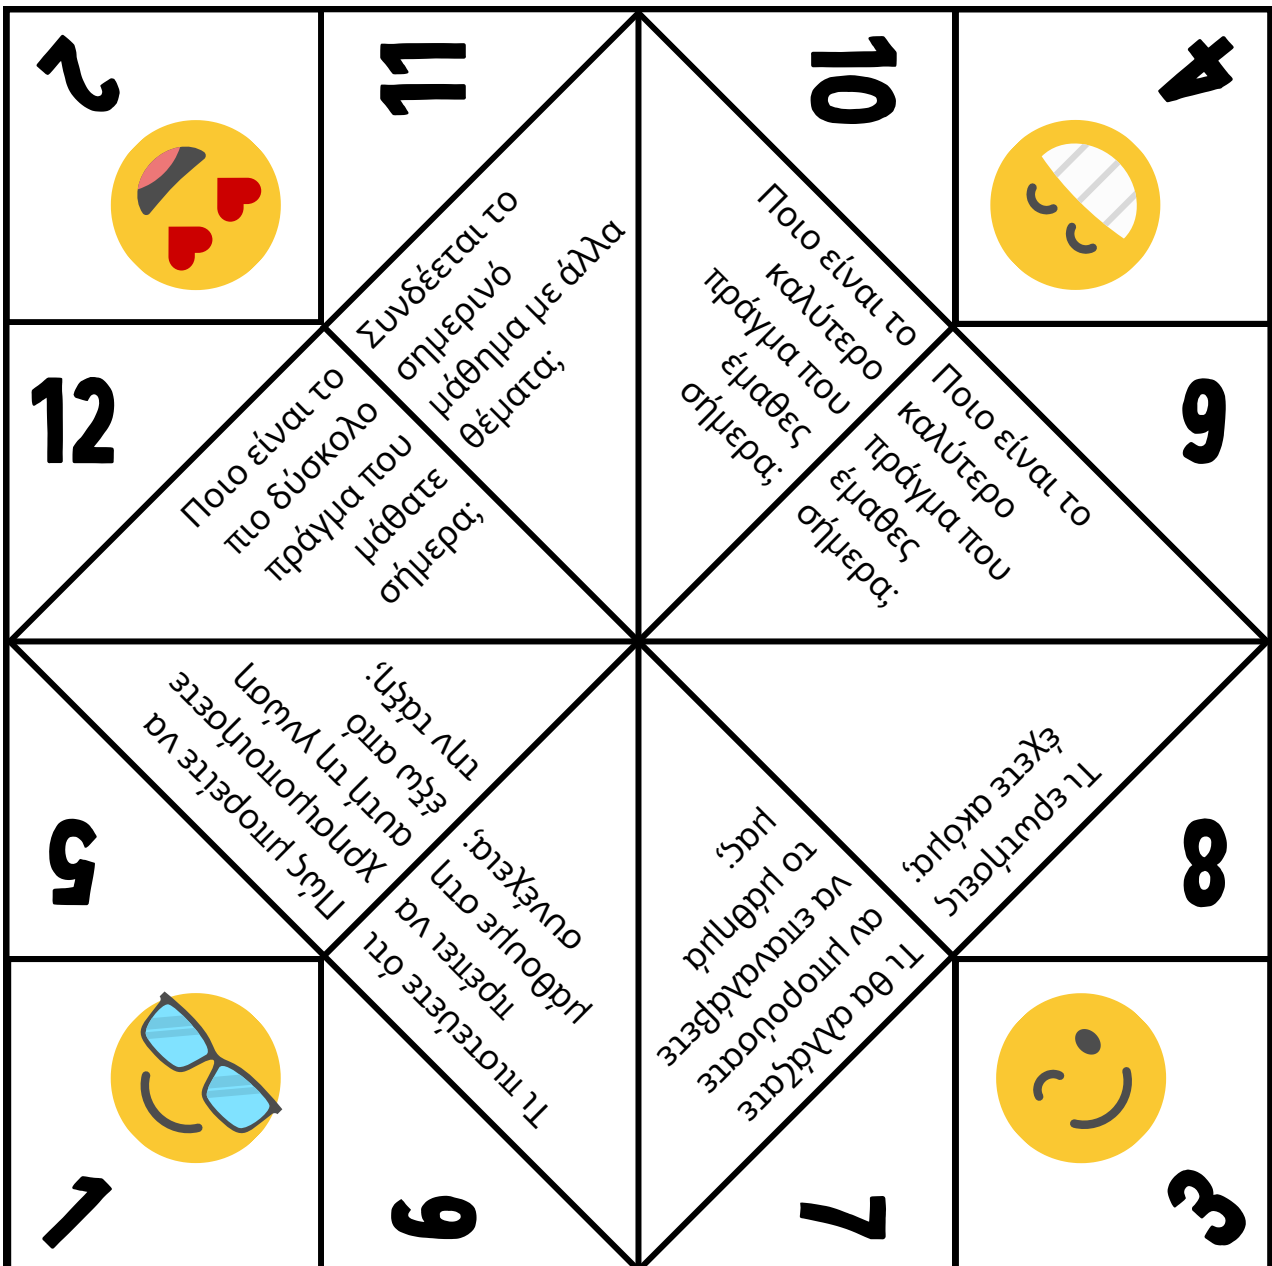 2
11
10
4
Συνδέεται το
σημερινό
μάθημα με άλλα
θέματα;
Ποιο είναι το
καλύτερο
πράγμα που
έμαθες
σήμερα;
12
Ποιο είναι το
πιο δύσκολο
πράγμα που
μάθατε
σήμερα;
Ποιο είναι το
καλύτερο
πράγμα που
έμαθες
σήμερα;
9
5
Πώς μπορείτε να
χρησιμοποιήσετε
αυτή τη γνώση
έξω από
την τάξη;
Τι ερωτήσεις
έχετε ακόμα;
8
Τι πιστεύετε ότι
πρέπει να
μάθουμε στη
συνέχεια;
Τι θα αλλάζατε
αν μπορούσατε
να επαναλάβετε
το μάθημα
μας;
1
6
7
3